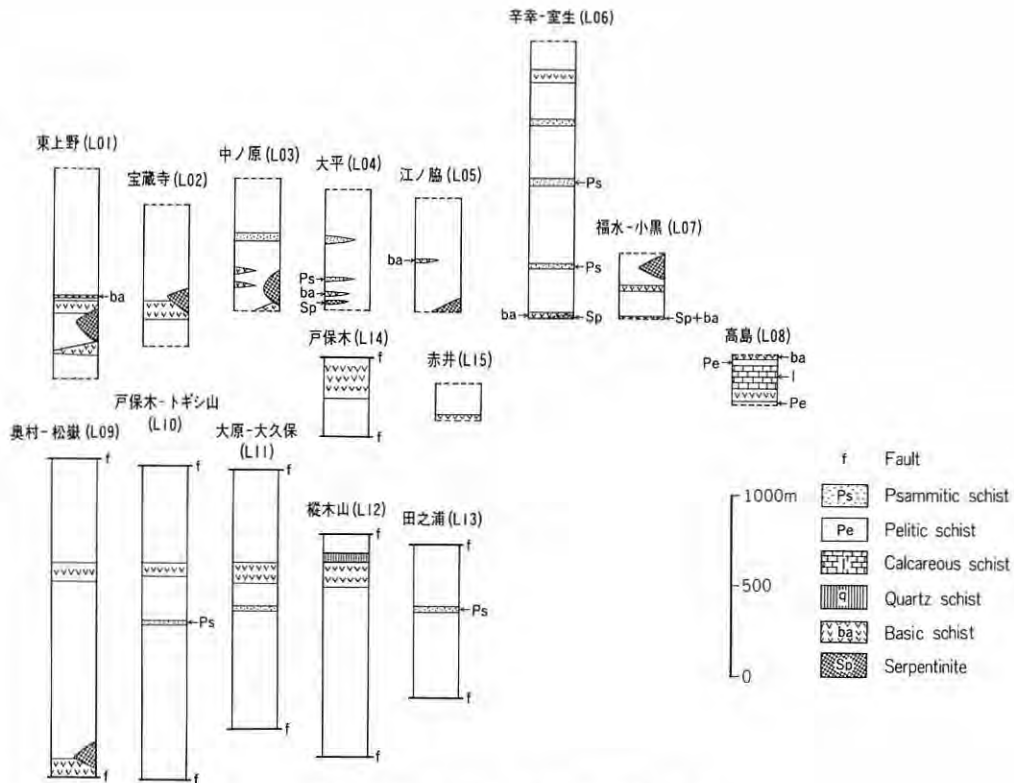 辛幸-室生(L06)
東上野(L01)
宝蔵寺(L02)
中ノ原(L03)
大平(L04)
江ノ脇(L05)
ba
Ps
ba
Sp
ba
Ps
Ps
ba
Sp
福水-小黒(L07)
Sp+ba
高島(L08)
Pe
ba
l
Pe
戸保木(L14)
f
f
赤井(L15)
奥村-松嶽(L09)
f
f
戸保木-トギシ山
(L10)
f
Ps
f
大原-大久保
(L11)
f
f
樅木山(L12)
f
f
田之浦(L13)
f
Ps
f
1000m
500
0
f Fault
Ps Psammitic schist
Pe Pelitic schist
l Calcareous schist
q Quartz schist
ba Basic schist
Sp Serpentinite